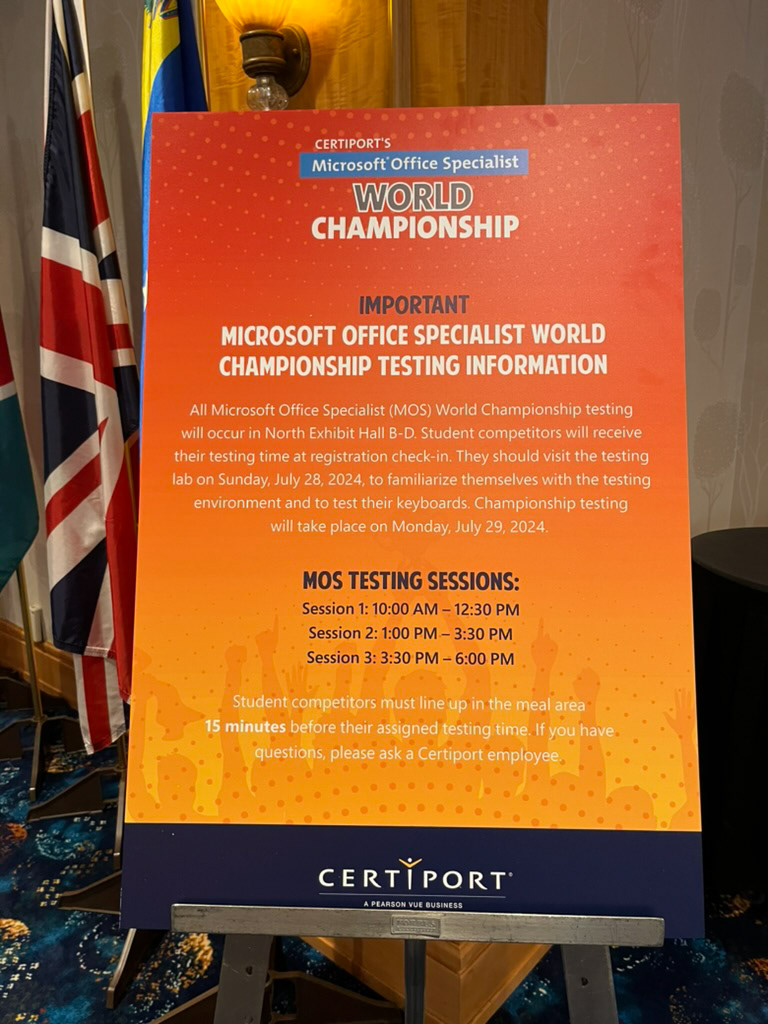 CERTIPORT'S
Microsoft® Office Specialist
WORLD
CHAMPIONSHIP
IMPORTANT
MICROSOFT OFFICE SPECIALIST WORLD
CHAMPIONSHIP TESTING INFORMATION
All Microsoft Office Specialist (MOS) World Championship testing
will occur in North Exhibit Hall B-D. Student competitors will receive
their testing time at registration check-in. They should visit the testing
lab on Sunday, July 28, 2024, to familiarize themselves with the testing
environment and to test their keyboards. Championship testing
will take place on Monday, July 29, 2024.
MOS TESTING SESSIONS:
Session 1: 10:00 AM – 12:30 PM
Session 2: 1:00 PM – 3:30 PM
Session 3: 3:30 PM – 6:00 PM
Student competitors must line up in the meal area
15 minutes before their assigned testing time. If you have
questions, please ask a Certiport employee.
CERTIPORT®
A PEARSON VUE BUSINESS